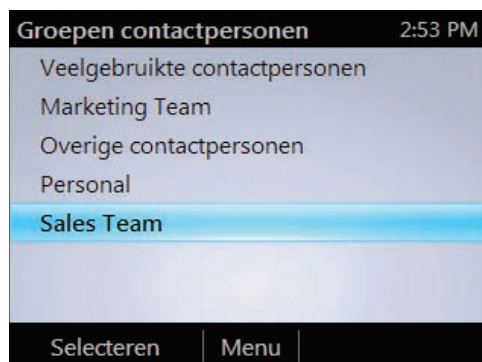 Groepen contactpersonen 2:53 PM
Veelgebruikte contactpersonen
Marketing Team
Overige contactpersonen
Personal
Sales Team
Selecteren Menu